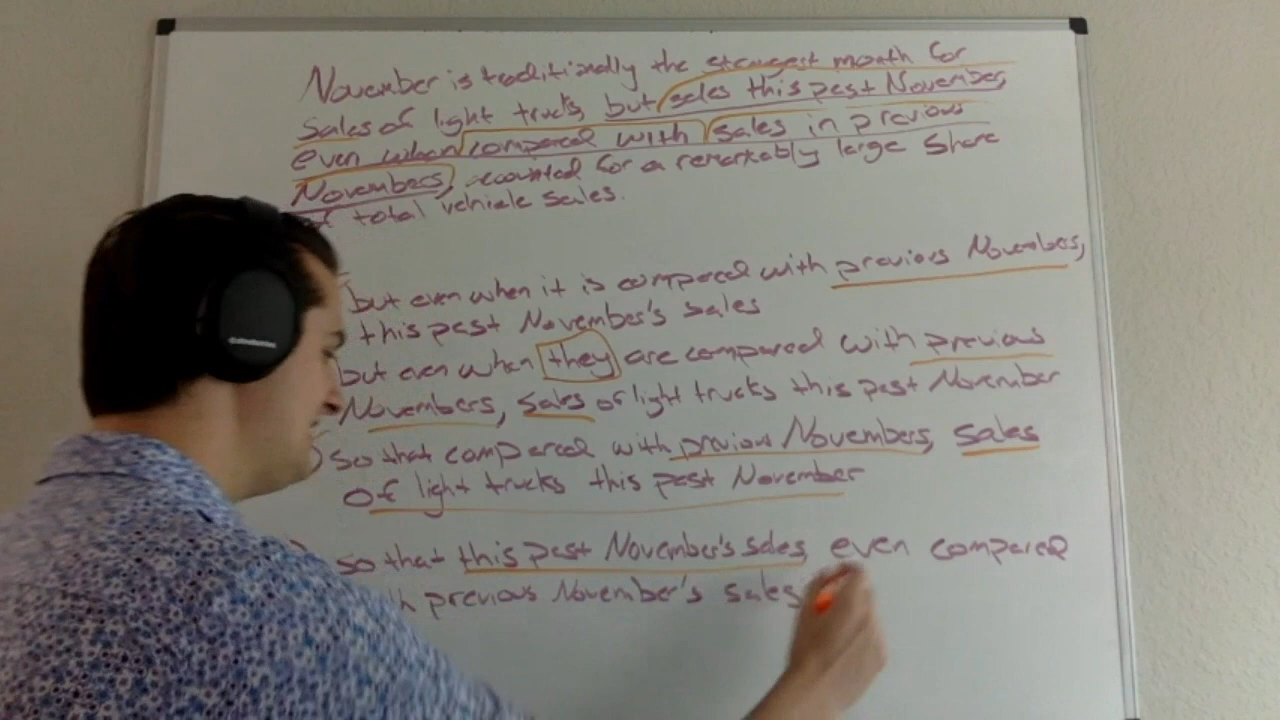 November is traditionally the strongest month for
sales of light trucks, but sales this past November,
even when compared with sales in previous
Novembers, accounted for a remarkably large share
of total vehicle sales.
but even when it is compared with previous Novembers,
this past November's sales
but even when they are compared with previous
Novembers, sales of light trucks this past November
so that compared with previous Novembers, sales
of light trucks this past November
so that this past November's sales, even compared
previous November's sales